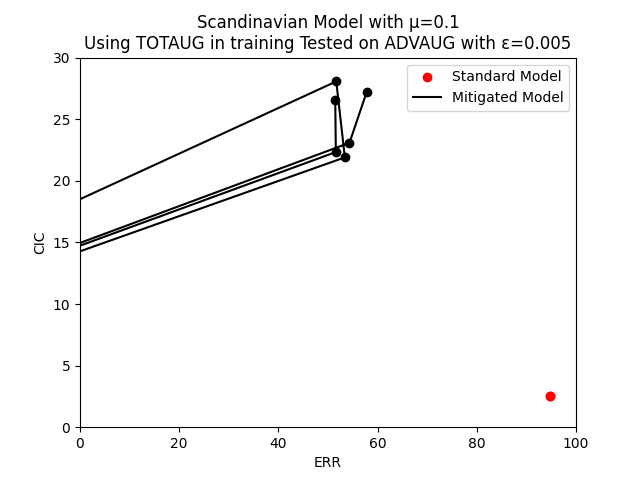 Scandinavian Model with μ=0.1
Using TOTAUG in training Tested on ADVAUG with ε=0.005
Standard Model
Mitigated Model
30
25
20
15
10
5
0
CIC
0 20 40 60 80 100
ERR